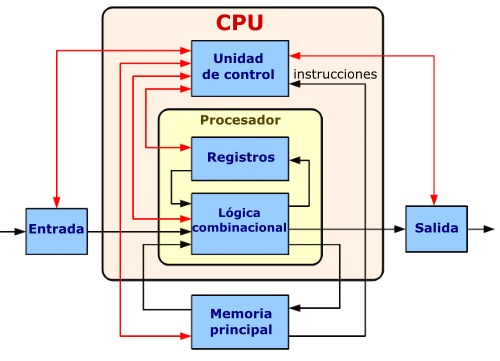 CPU
Unidad
de control
instrucciones
Procesador
Registros
Lógica
combinacional
Entrada
Salida
Memoria
principal